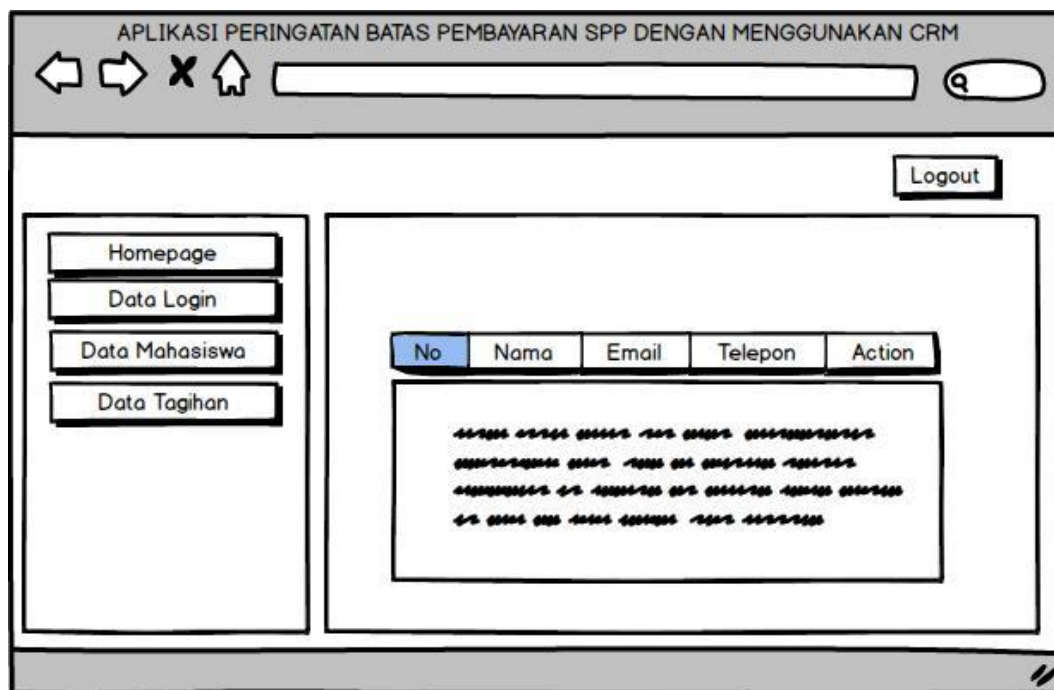 APLIKASI PERINGATAN BATAS PEMBAYARAN SPP DENGAN MENGGUNAKAN CRM
Logout
Homepage
Data Login
Data Mahasiswa
Data Tagihan
No Nama Email Telepon Action